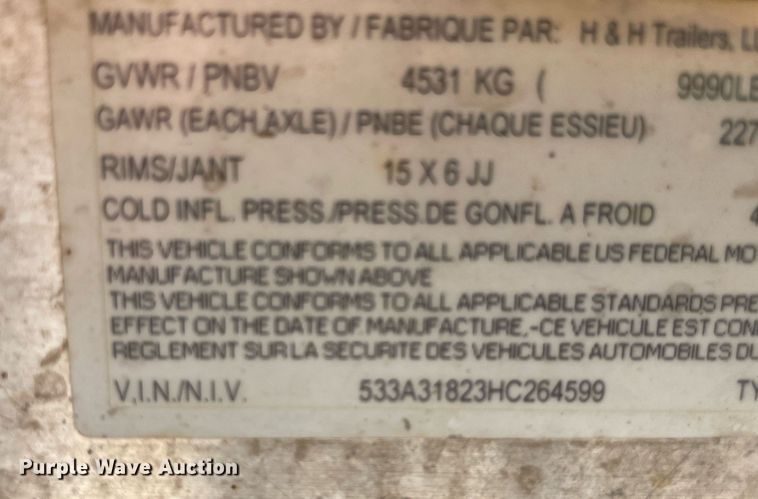 MANUFACTURED BY / FABRIQUE PAR: H & H Trailers, LL
GVWR / PNBV 4531 KG ( 9990LB
GAWR (EACH AXLE) / PNBE (CHAQUE ESSIEU) 227
RIMS/JANT 15 X 6 JJ
COLD INFL. PRESS./PRESS.DE GONFL. A FROID 4
THIS VEHICLE CONFORMS TO ALL APPLICABLE US FEDERAL MO
MANUFACTURE SHOWN ABOVE
THIS VEHICLE CONFORMS TO ALL APPLICABLE STANDARDS PRE
EFFECT ON THE DATE OF MANUFACTURE,-CE VEHICULE EST CON
REGLEMENT SUR LA SECURITE DES VEHICULES AUTOMOBILES DU
V.I.N./N.I.V. 533A31823HC264599 TY
Purple Wave Auction